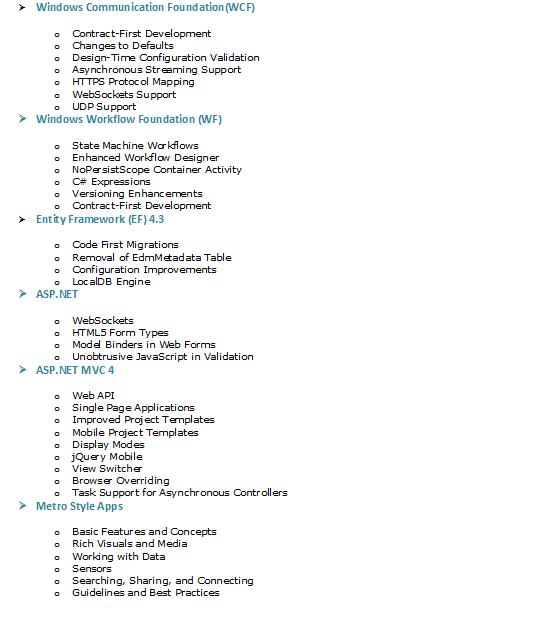 Windows Communication Foundation(WCF)
Contract-First Development
Changes to Defaults
Design-Time Configuration Validation
Asynchronous Streaming Support
HTTPS Protocol Mapping
WebSockets Support
UDP Support
Windows Workflow Foundation (WF)
State Machine Workflows
Enhanced Workflow Designer
NoPersistScope Container Activity
C# Expressions
Versioning Enhancements
Contract-First Development
Entity Framework (EF) 4.3
Code First Migrations
Removal of EdmMetadata Table
Configuration Improvements
LocalDB Engine
ASP.NET
WebSockets
HTML5 Form Types
Model Binders in Web Forms
Unobtrusive JavaScript in Validation
ASP.NET MVC 4
Web API
Single Page Applications
Improved Project Templates
Mobile Project Templates
Display Modes
jQuery Mobile
View Switcher
Browser Overriding
Task Support for Asynchronous Controllers
Metro Style Apps
Basic Features and Concepts
Rich Visuals and Media
Working with Data
Sensors
Searching, Sharing, and Connecting
Guidelines and Best Practices